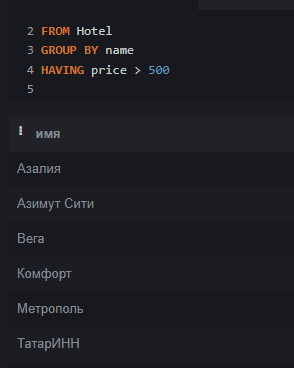 2 FROM Hotel
3 GROUP BY name
4 HAVING price > 500
5
имя
Азалия
Азимут Сити
Вега
Комфорт
Метрополь
ТатарИНН